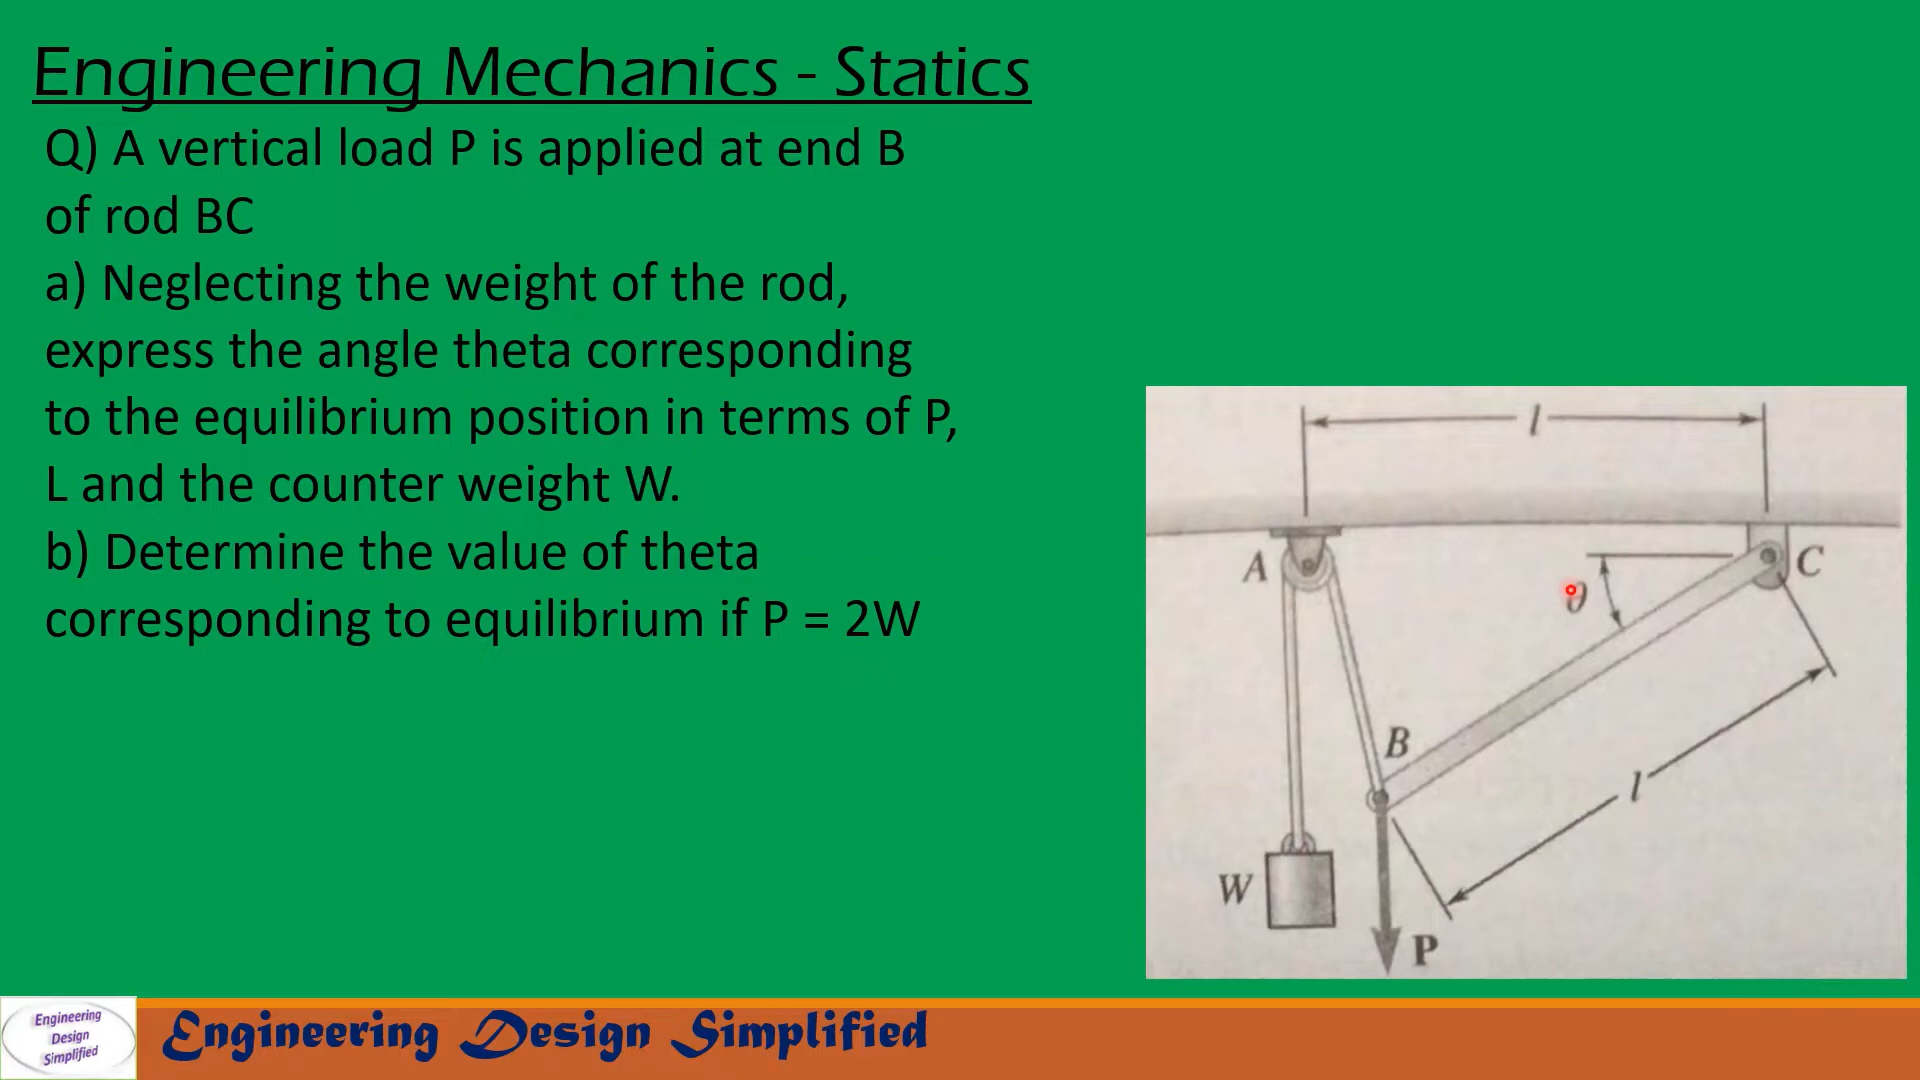 Engineering Mechanics - Statics
Q) A vertical load P is applied at end B
of rod BC
a) Neglecting the weight of the rod,
express the angle theta corresponding
to the equilibrium position in terms of P,
L and the counter weight W.
b) Determine the value of theta
corresponding to equilibrium if P = 2W
l
A
C
θ
B
l
W
P
Engineering
Design
Simplified
Engineering Design Simplified